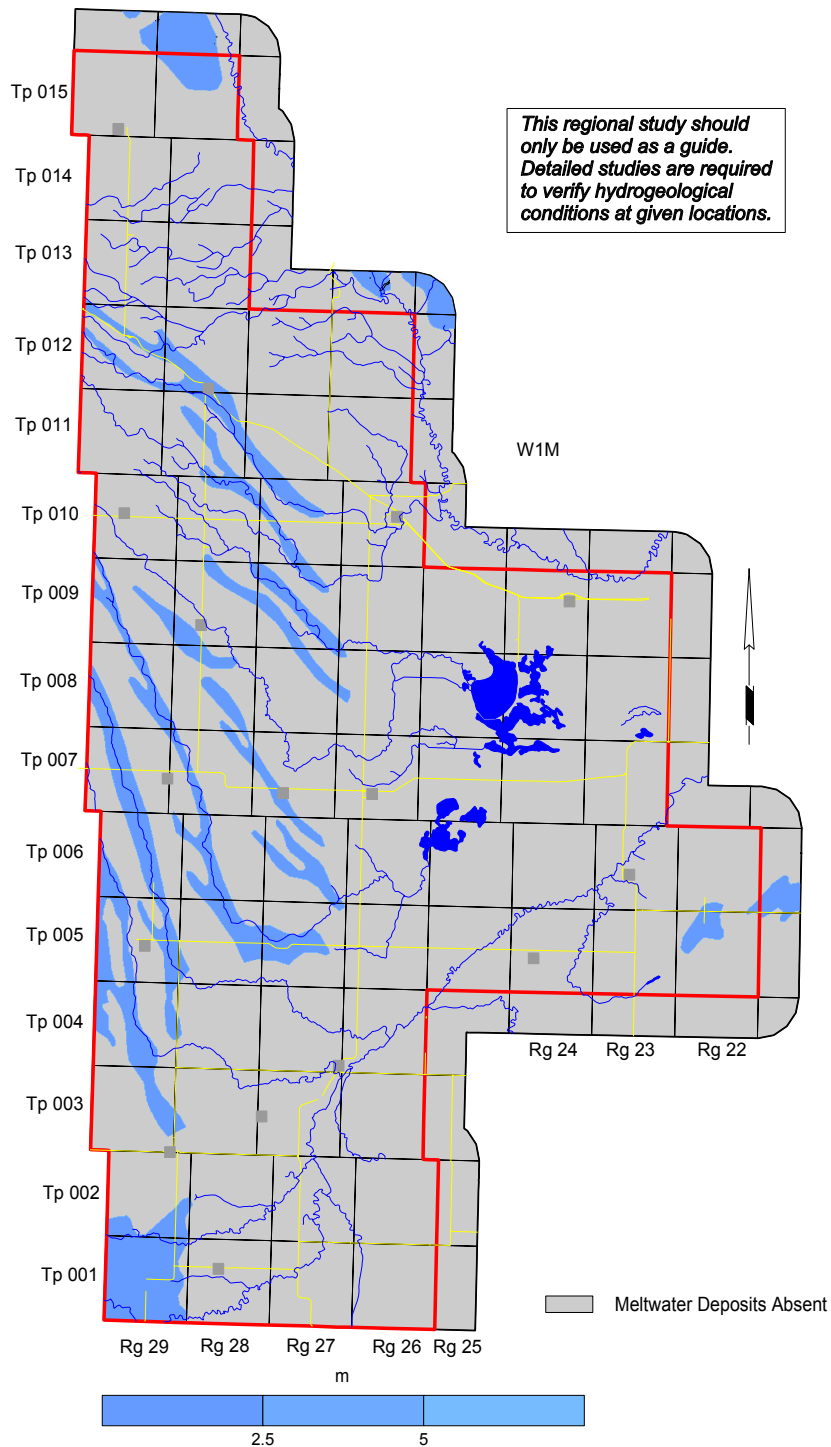 Tp 015
This regional study should
only be used as a guide.
Detailed studies are required
to verify hydrogeological
conditions at given locations.
Tp 014
Tp 013
Tp 012
Tp 011
W1M
Tp 010
Tp 009
Tp 008
Tp 007
Tp 006
Tp 005
Tp 004
Rg 24
Rg 23
Rg 22
Tp 003
Tp 002
Tp 001
Meltwater Deposits Absent
Rg 29
Rg 28
Rg 27
Rg 26
Rg 25
m
2.5
5